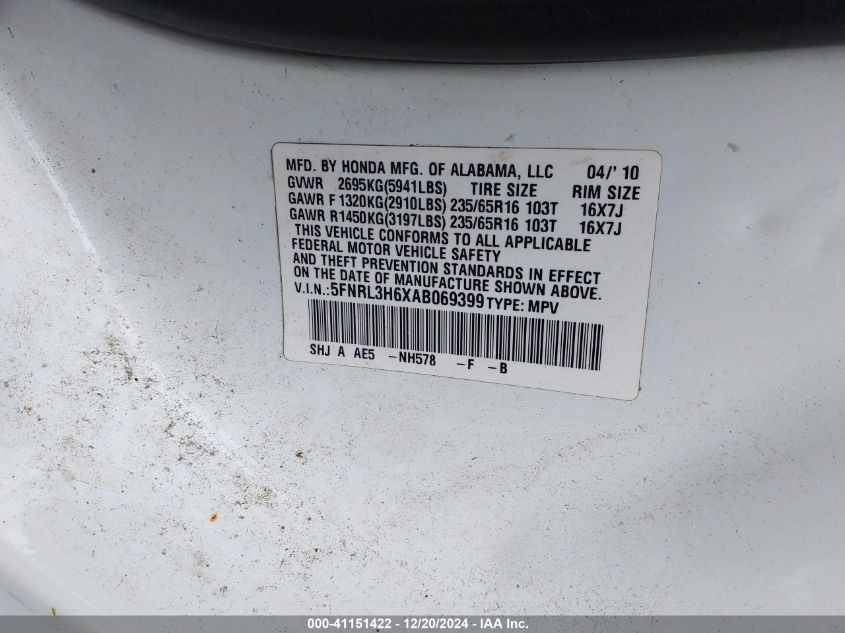 MFD. BY HONDA MFG. OF ALABAMA, LLC 04/' 10
GVWR 2695KG(5941LBS) TIRE SIZE RIM SIZE
GAWR F 1320KG(2910LBS) 235/65R16 103T 16X7J
GAWR R1450KG(3197LBS) 235/65R16 103T 16X7J
THIS VEHICLE CONFORMS TO ALL APPLICABLE
FEDERAL MOTOR VEHICLE SAFETY
AND THEFT PREVENTION STANDARDS IN EFFECT
ON THE DATE OF MANUFACTURE SHOWN ABOVE.
V.I.N.:5FNRL3H6XAB069399 TYPE: MPV
SHJ A AE5 -NH578 -F -B
000-41151422 - 12/20/2024 - IAA Inc.